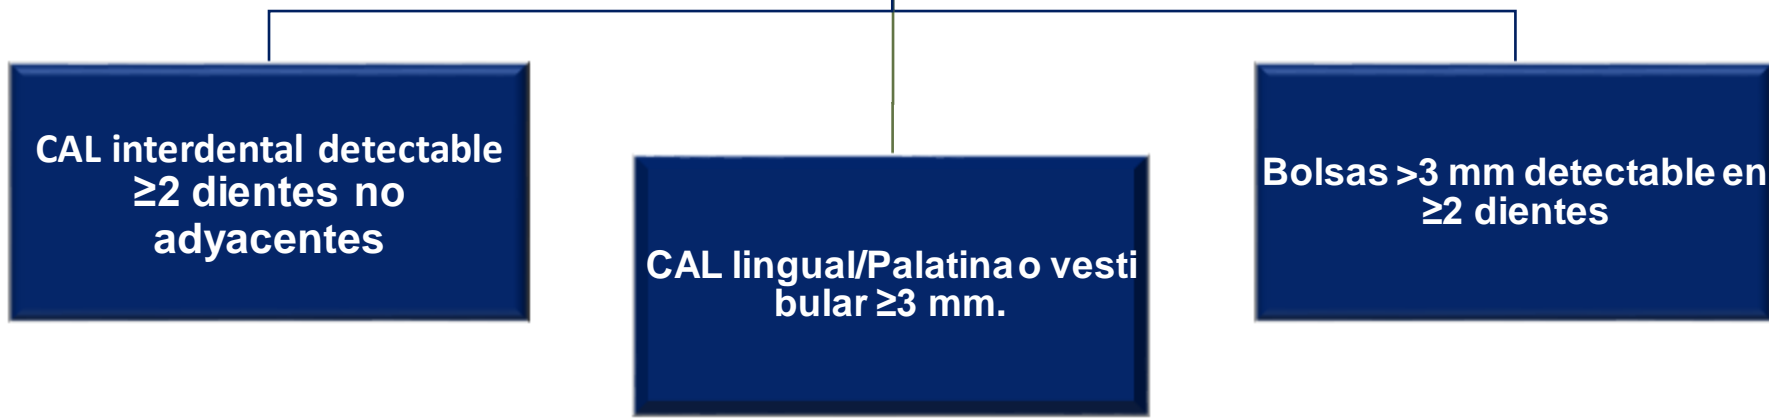 CAL interdental detectable
≥2 dientes no
adyacentes
CAL lingual/Palatina o vesti
bular ≥3 mm.
Bolsas >3 mm detectable en
≥2 dientes